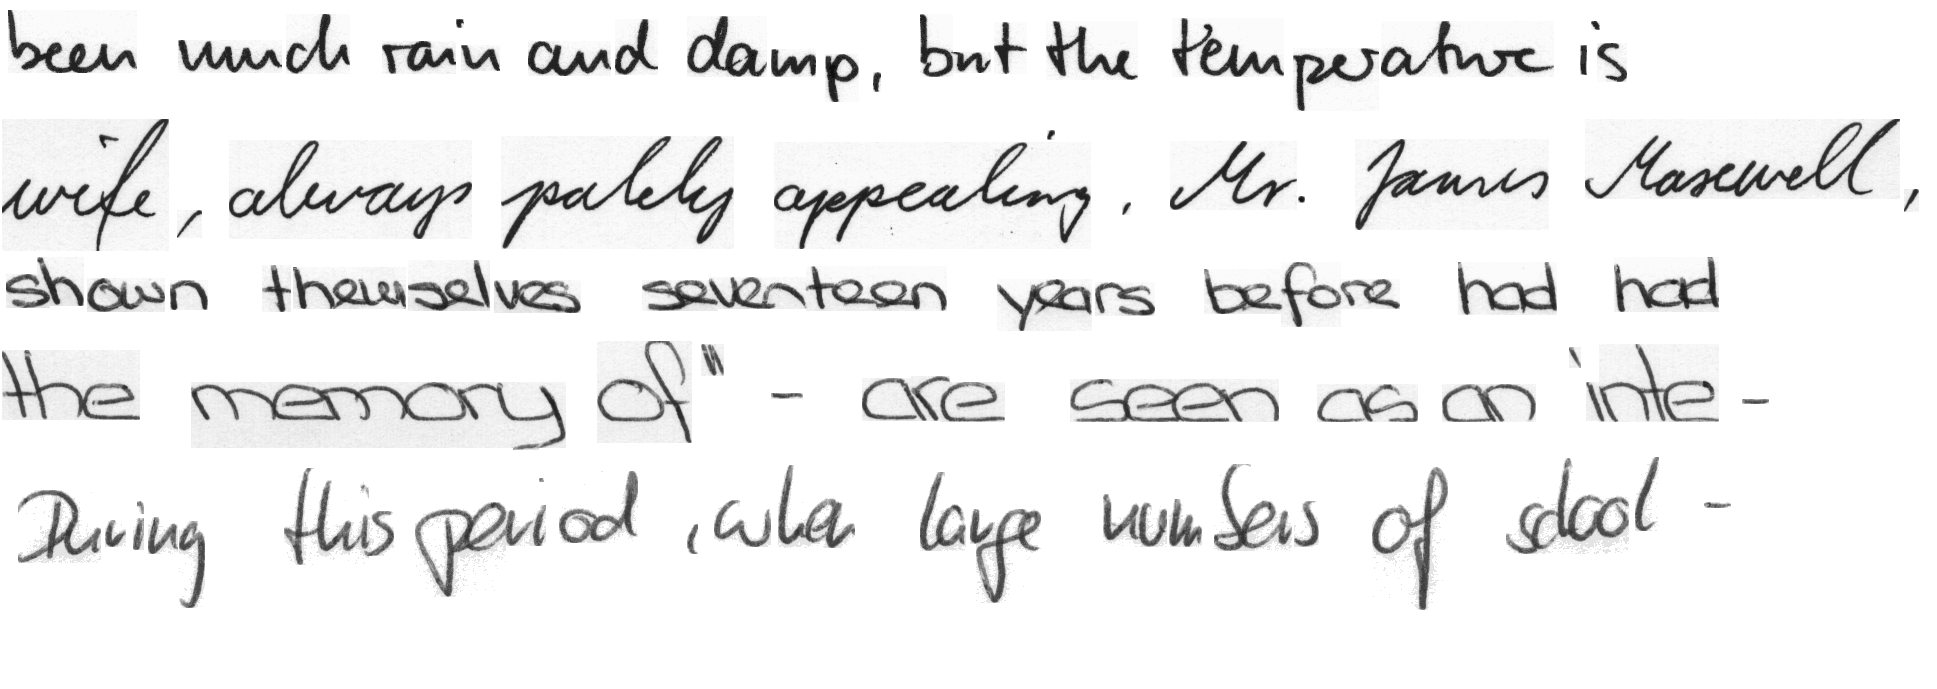 been much rain and damp, but the temperature is
wife, always palely appealing, Mr. James Maxwell,
shown themselves seventeen years before had had
the memory of" - are seen as an inte-
During this period, when large numbers of school-